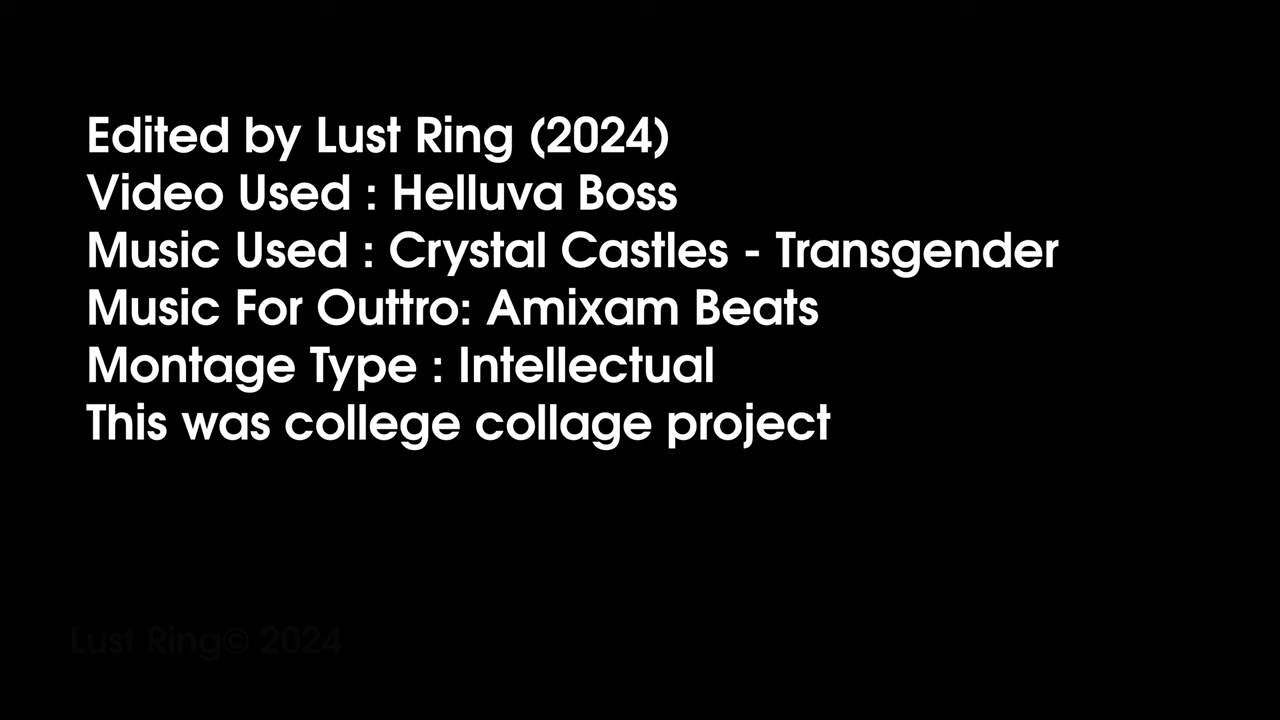 Edited by Lust Ring (2024)
Video Used : Helluva Boss
Music Used : Crystal Castles - Transgender
Music For Outtro: Amixam Beats
Montage Type : Intellectual
This was college collage project
Lust Ring© 2024